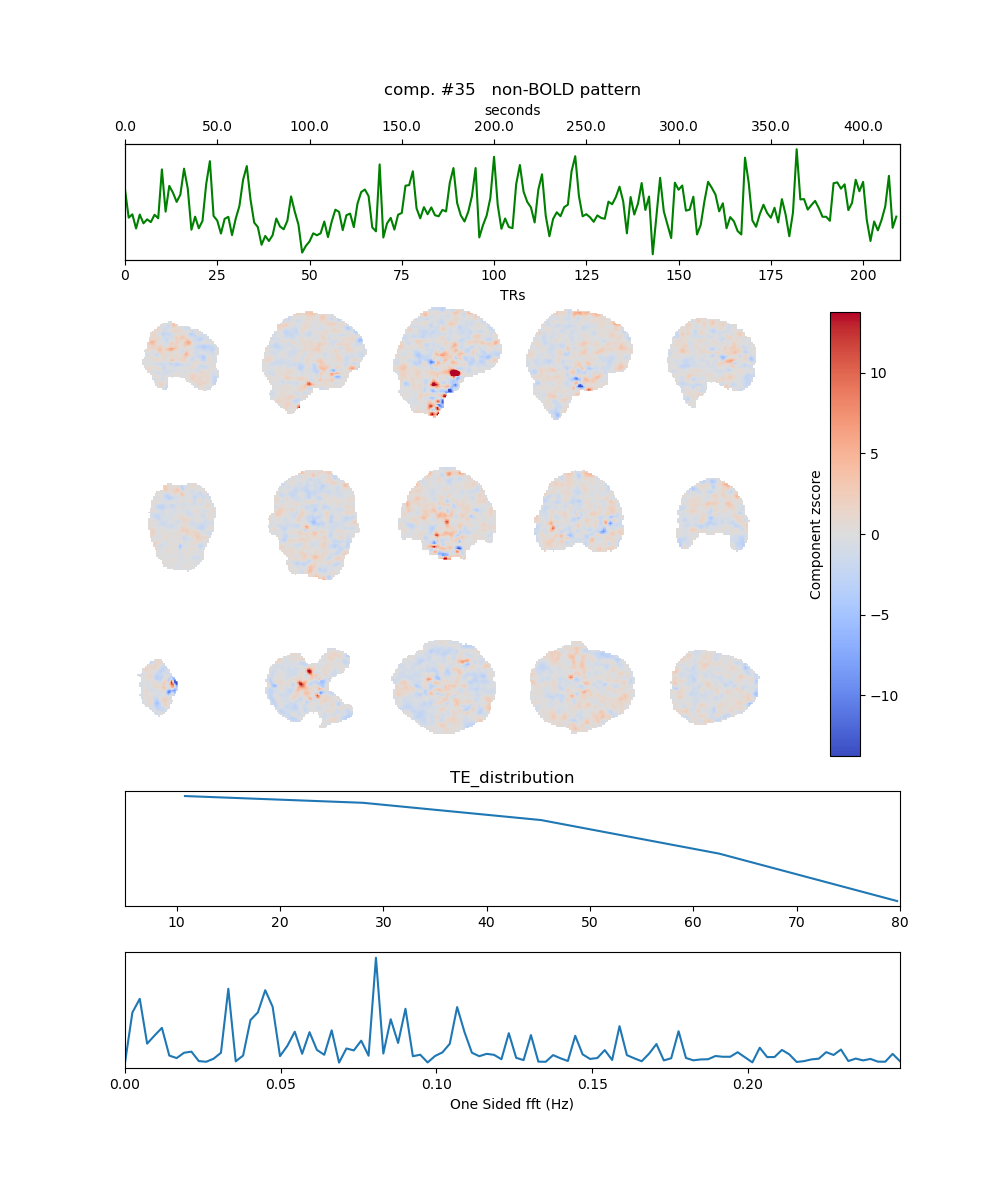 comp. #35   non-BOLD pattern
seconds
0.0 50.0 100.0 150.0 200.0 250.0 300.0 350.0 400.0
0 25 50 75 100 125 150 175 200
TRs
10
5
0
−5
−10
Component zscore
TE_distribution
10 20 30 40 50 60 70 80
0.00 0.05 0.10 0.15 0.20
One Sided fft (Hz)